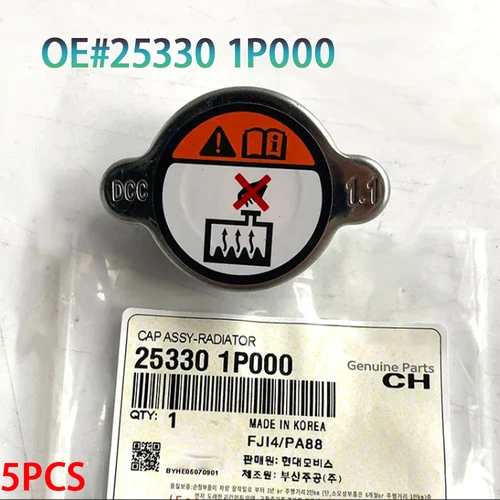 OE#25330 1P000
DCC
1.1
CAP ASSY-RADIATOR
25330 1P000
Genuine Parts
CH
QTY: 1
MADE IN KOREA
FJI4/PA88
판매원: 현대모비스
제조원: 부산주공(주)
BYHE05070901
5PCS